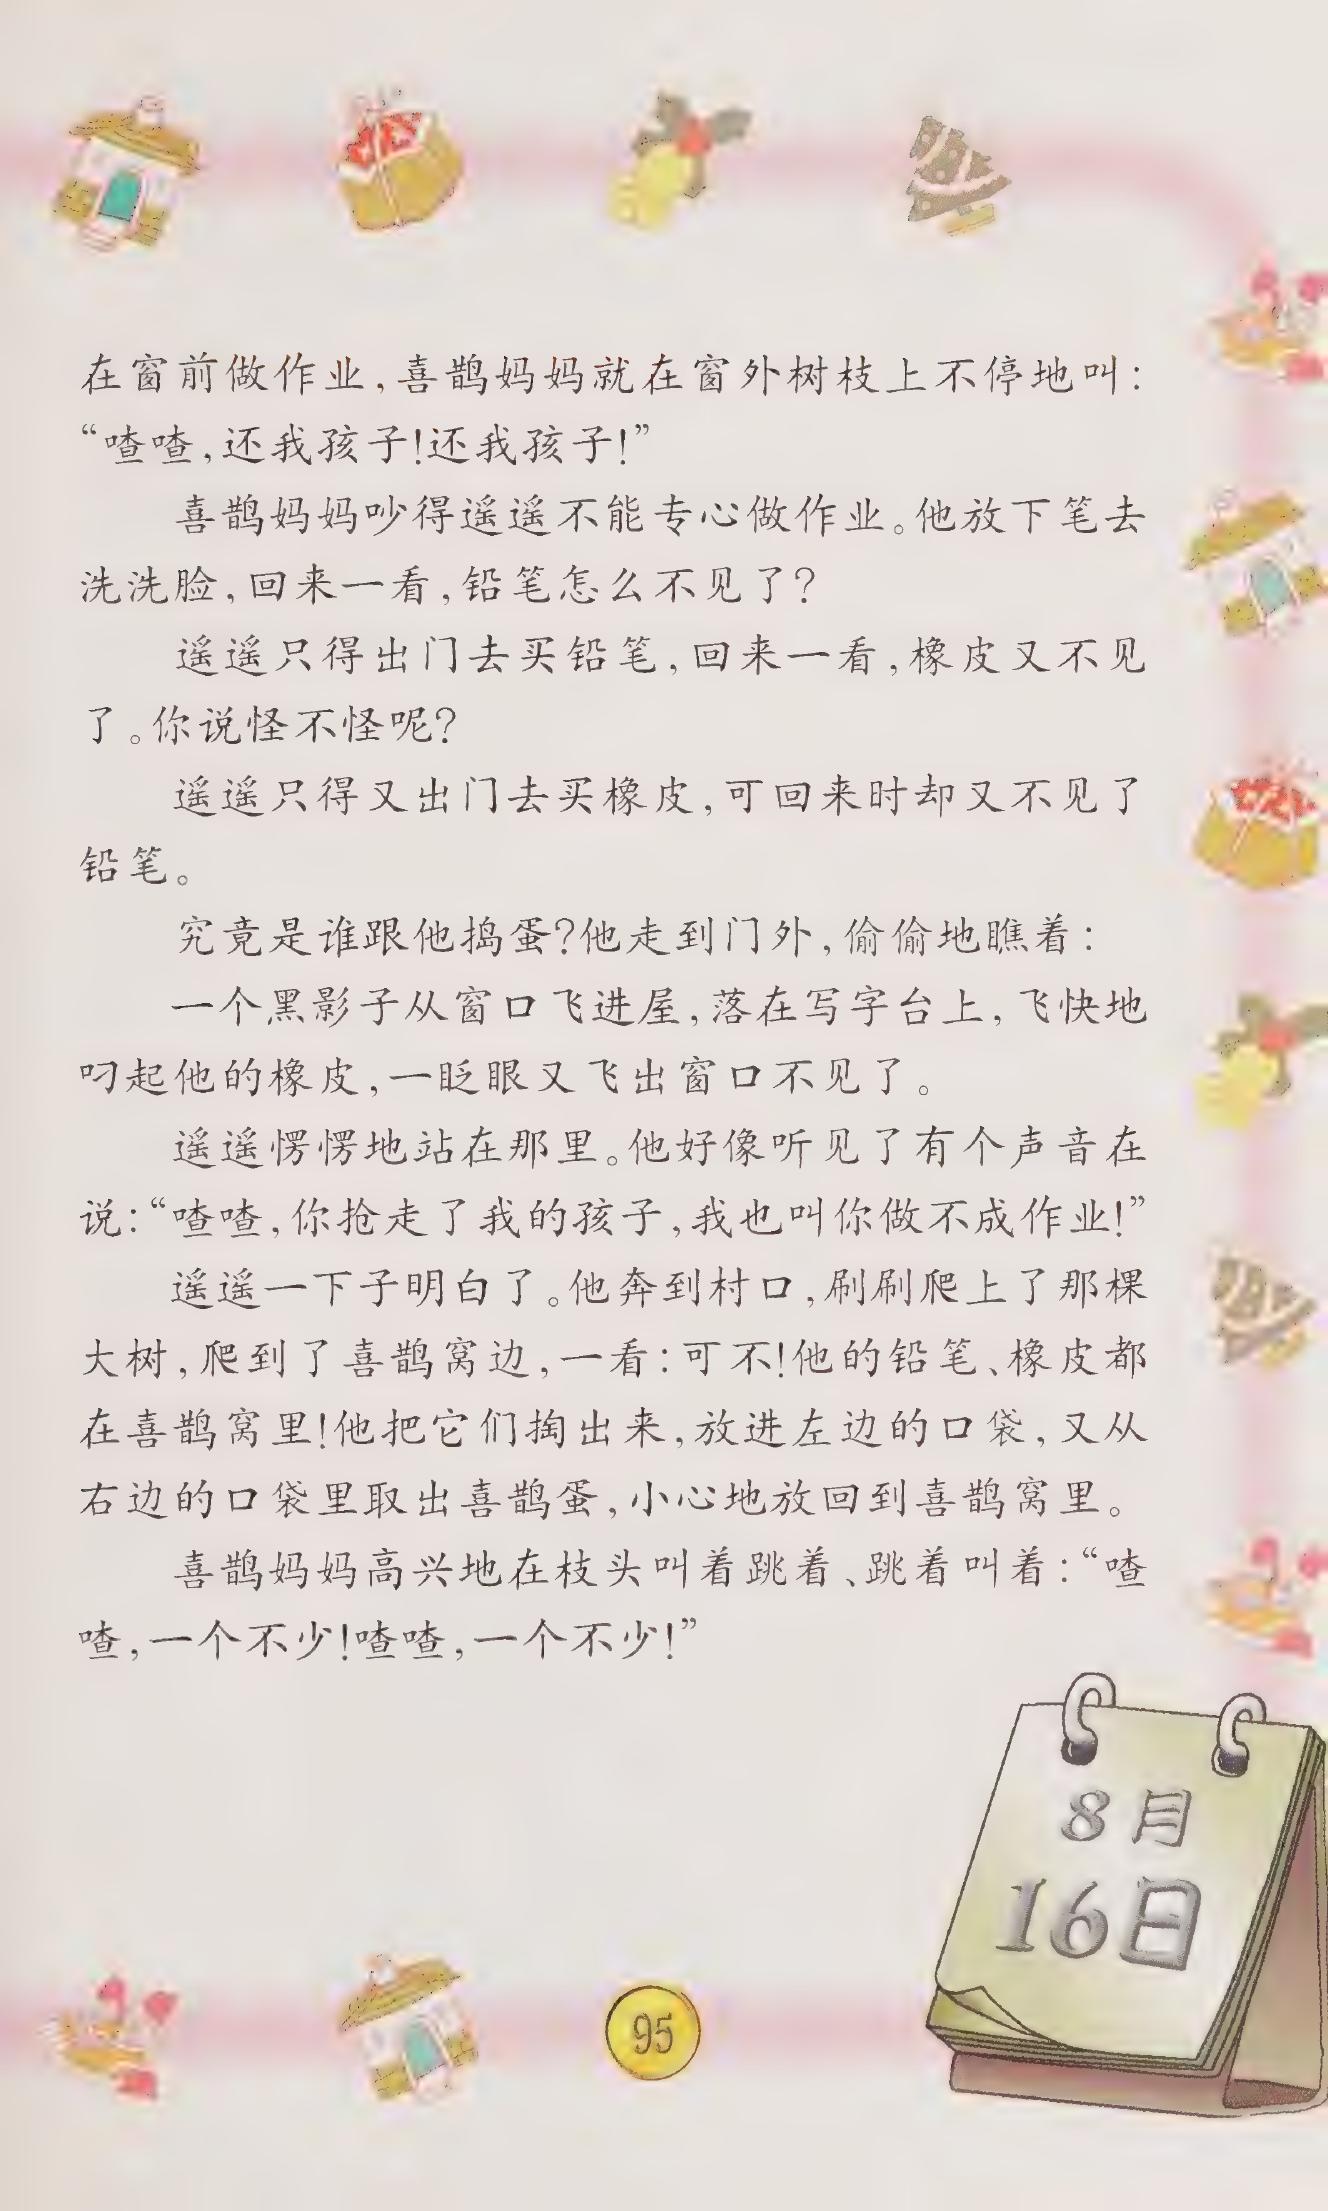 在窗前做作业，喜鹊妈妈就在窗外树枝上不停地叫：
“喳喳，还我孩子！还我孩子！”
喜鹊妈妈吵得遥遥不能专心做作业。他放下笔去
洗洗脸，回来一看，铅笔怎么不见了？
遥遥只得出门去买铅笔，回来一看，橡皮又不见
了。你说怪不怪呢？
遥遥只得又出门去买橡皮，可回来时却又不见了
铅笔。
究竟是谁跟他捣蛋？他走到门外，偷偷地瞧着：
一个黑影子从窗口飞进屋，落在写字台上，飞快地
叼起他的橡皮，一眨眼又飞出窗口不见了。
遥遥愣愣地站在那里。他好像听见了有个声音在
说：“喳喳，你抢走了我的孩子，我也叫你做不成作业！”
遥遥一下子明白了。他奔到村口，刷刷爬上了那棵
大树，爬到了喜鹊窝边，一看：可不！他的铅笔、橡皮都
在喜鹊窝里！他把它们掏出来，放进左边的口袋，又从
右边的口袋里取出喜鹊蛋，小心地放回到喜鹊窝里。
喜鹊妈妈高兴地在枝头叫着跳着、跳着叫着：“喳
喳，一个不少！喳喳，一个不少！”
8月
16日
95